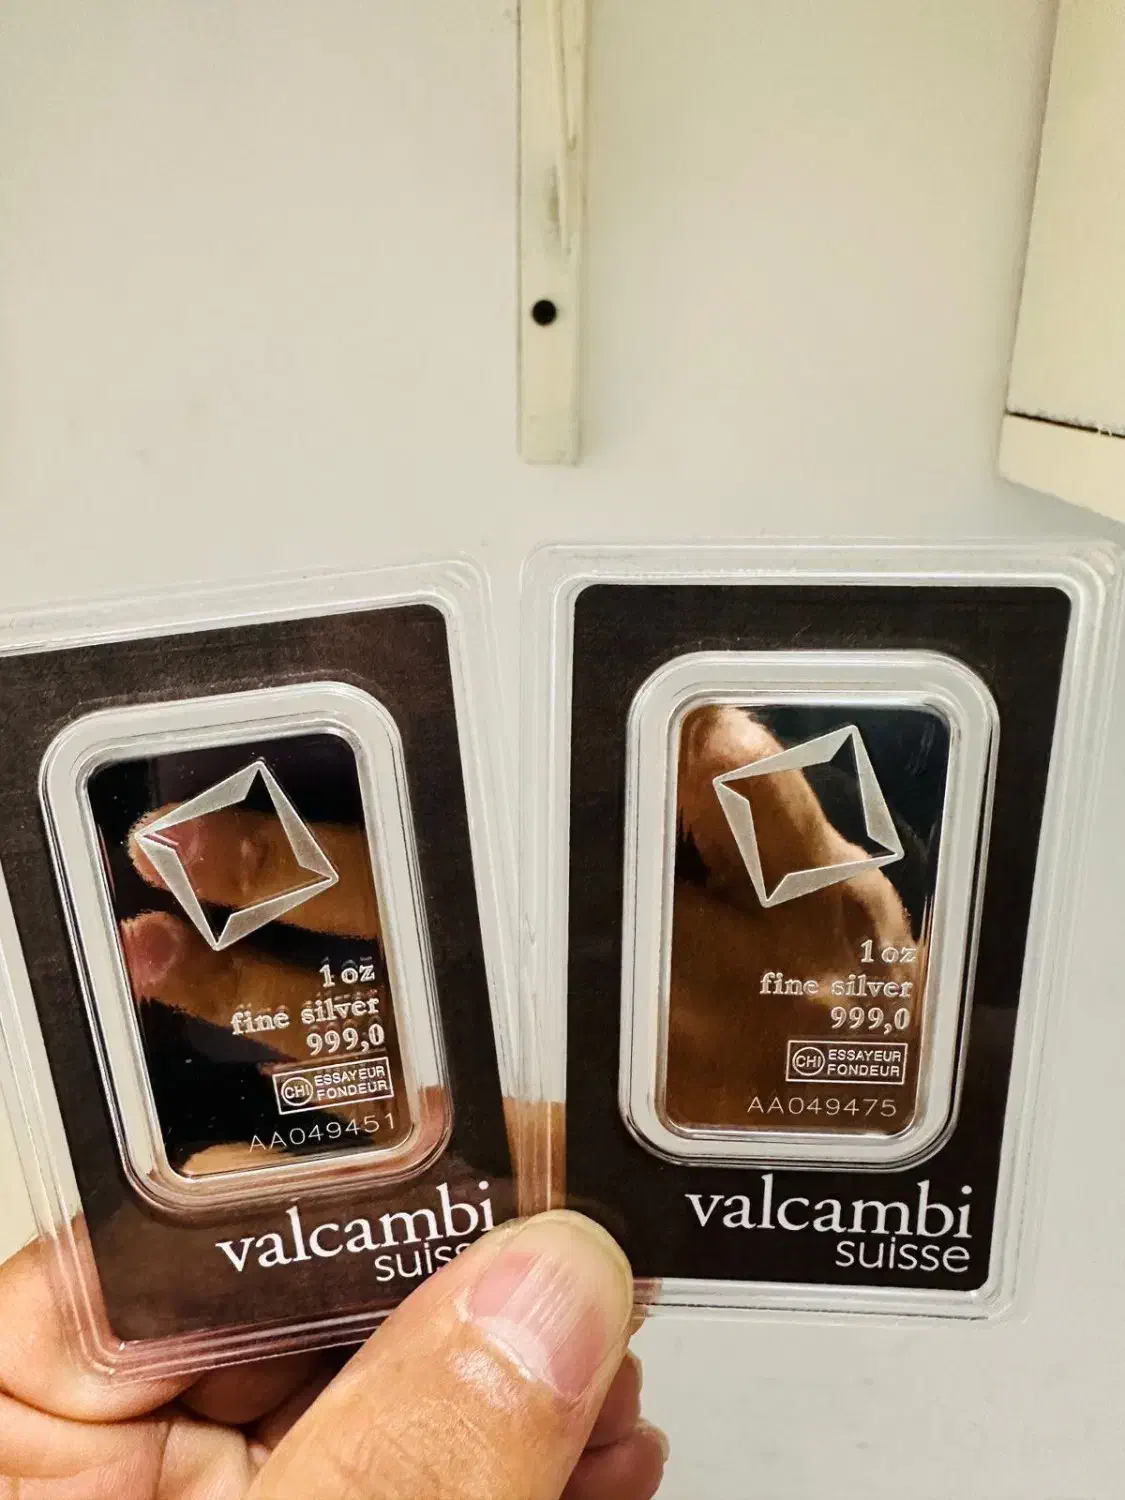 1 oz
fine silver
999,0
CHI ESSAYEUR
FONDEUR
AA049451
valcambi
suisse
1 oz
fine silver
999,0
CHI ESSAYEUR
FONDEUR
AA049475
valcambi
suisse